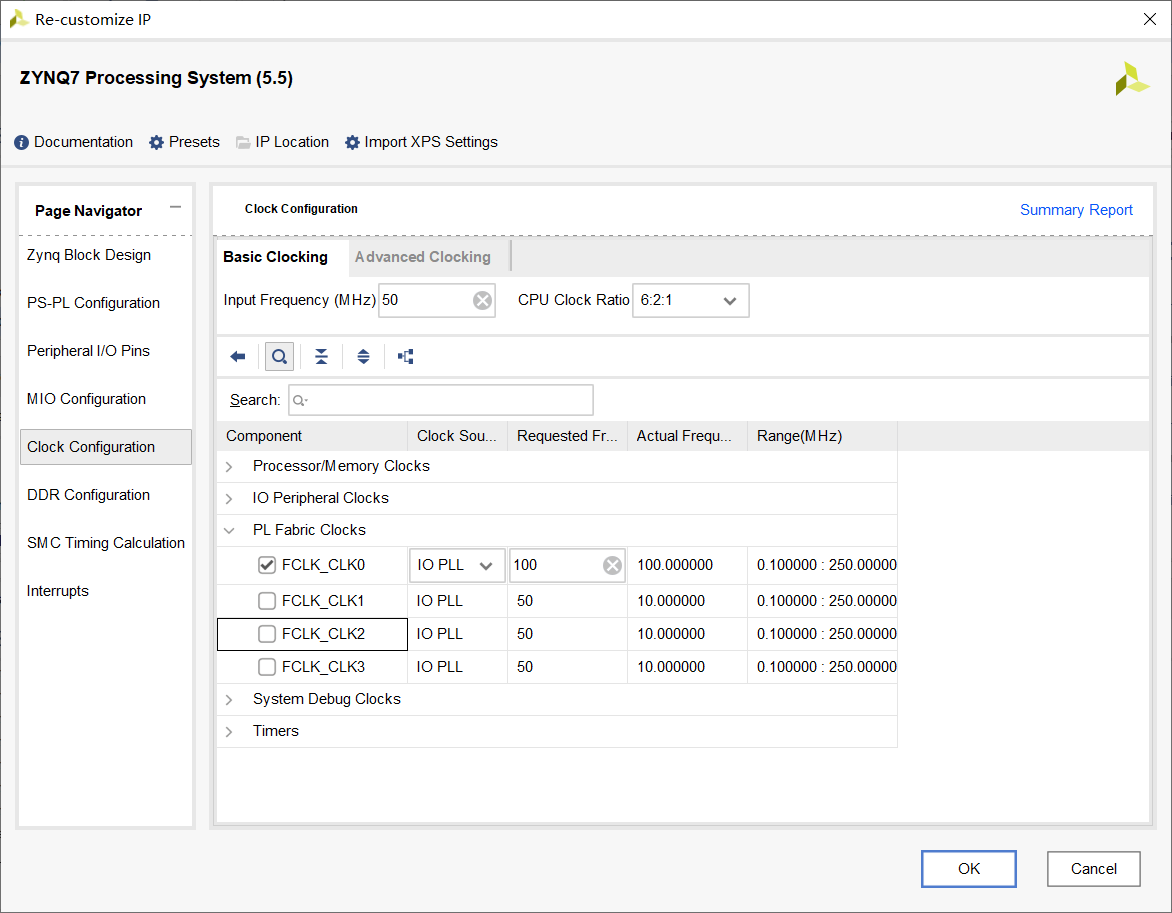 Re-customize IP
ZYNQ7 Processing System (5.5)
Documentation Presets IP Location Import XPS Settings
Page Navigator
Zynq Block Design
PS-PL Configuration
Peripheral I/O Pins
MIO Configuration
Clock Configuration
DDR Configuration
SMC Timing Calculation
Interrupts
Clock Configuration Summary Report
Basic Clocking Advanced Clocking
Input Frequency (MHz) 50 CPU Clock Ratio 6:2:1
Search:
Component Clock Sou... Requested Fr... Actual Frequ... Range(MHz)
Processor/Memory Clocks
IO Peripheral Clocks
PL Fabric Clocks
FCLK_CLK0 IO PLL 100 100.000000 0.100000 : 250.00000
FCLK_CLK1 IO PLL 50 10.000000 0.100000 : 250.00000
FCLK_CLK2 IO PLL 50 10.000000 0.100000 : 250.00000
FCLK_CLK3 IO PLL 50 10.000000 0.100000 : 250.00000
System Debug Clocks
Timers
OK Cancel